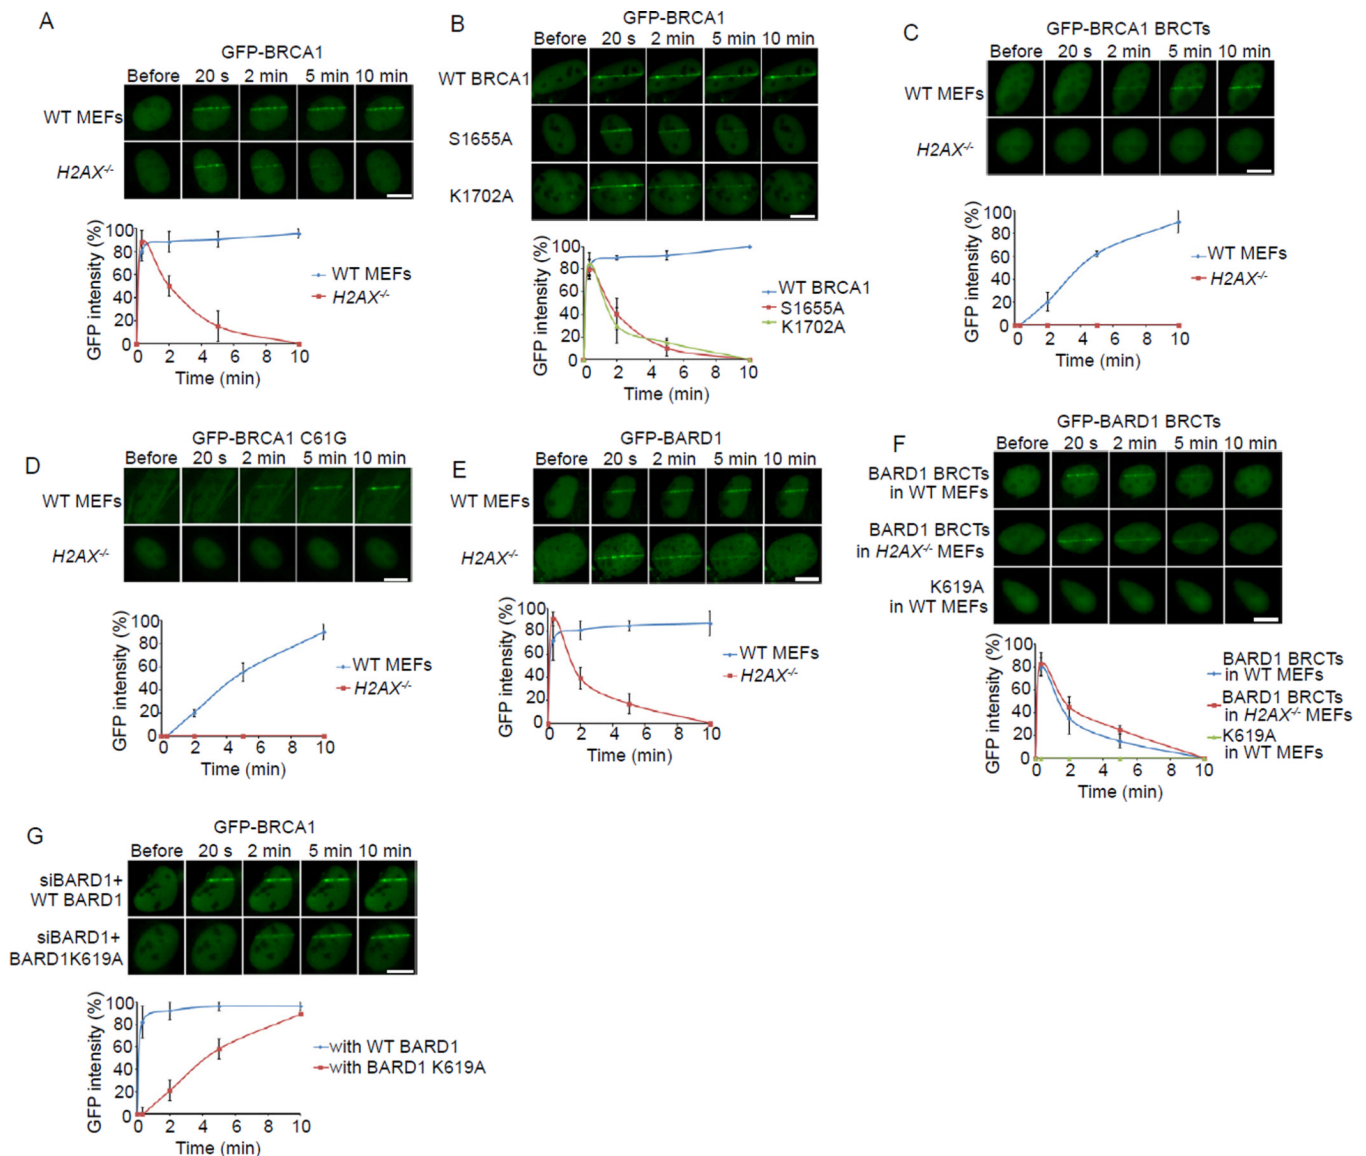 A
GFP-BRCA1
Before 20 s 2 min 5 min 10 min
WT MEFs
H2AX-/-
GFP intensity (%)
100
80
60
40
20
0
0 2 4 6 8 10
Time (min)
WT MEFs
H2AX-/-
B
GFP-BRCA1
Before 20 s 2 min 5 min 10 min
WT BRCA1
S1655A
K1702A
GFP intensity (%)
100
80
60
40
20
0
0 2 4 6 8 10
Time (min)
WT BRCA1
S1655A
K1702A
C
GFP-BRCA1 BRCTs
Before 20 s 2 min 5 min 10 min
WT MEFs
H2AX-/-
GFP intensity (%)
100
80
60
40
20
0
0 2 4 6 8 10
Time (min)
WT MEFs
H2AX-/-
D
GFP-BRCA1 C61G
Before 20 s 2 min 5 min 10 min
WT MEFs
H2AX-/-
GFP intensity (%)
100
80
60
40
20
0
0 2 4 6 8 10
Time (min)
WT MEFs
H2AX-/-
E
GFP-BARD1
Before 20 s 2 min 5 min 10 min
WT MEFs
H2AX-/-
GFP intensity (%)
100
80
60
40
20
0
0 2 4 6 8 10
Time (min)
WT MEFs
H2AX-/-
F
GFP-BARD1 BRCTs
Before 20 s 2 min 5 min 10 min
BARD1 BRCTs
in WT MEFs
BARD1 BRCTs
in H2AX-/- MEFs
K619A
in WT MEFs
GFP intensity (%)
100
80
60
40
20
0
0 2 4 6 8 10
Time (min)
BARD1 BRCTs
in WT MEFs
BARD1 BRCTs
in H2AX-/- MEFs
K619A
in WT MEFs
G
GFP-BRCA1
Before 20 s 2 min 5 min 10 min
siBARD1+
WT BARD1
siBARD1+
BARD1K619A
GFP intensity (%)
100
80
60
40
20
0
0 2 4 6 8 10
Time (min)
with WT BARD1
with BARD1 K619A